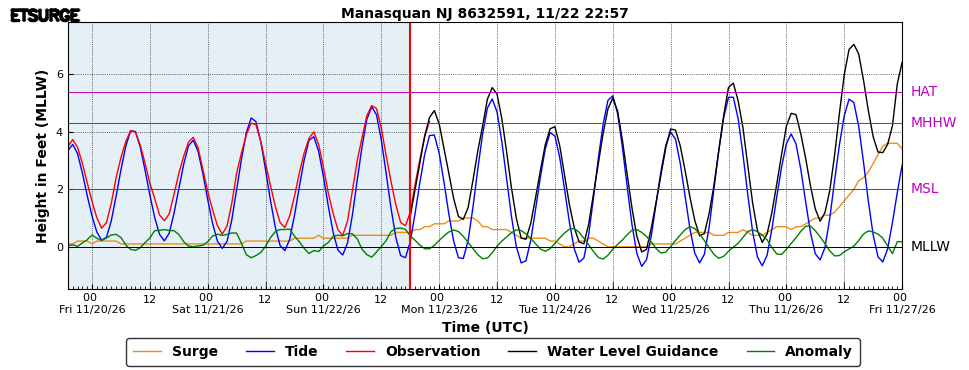 ETSURGE
Manasquan NJ 8632591, 11/22 22:57
Height in Feet (MLLW)
6
4
2
0
HAT
MHHW
MSL
MLLW
00 12 00 12 00 12 00 12 00 12 00 12 00 12 00
Fri 11/20/26 Sat 11/21/26 Sun 11/22/26 Mon 11/23/26 Tue 11/24/26 Wed 11/25/26 Thu 11/26/26 Fri 11/27/26
Time (UTC)
Surge Tide Observation Water Level Guidance Anomaly